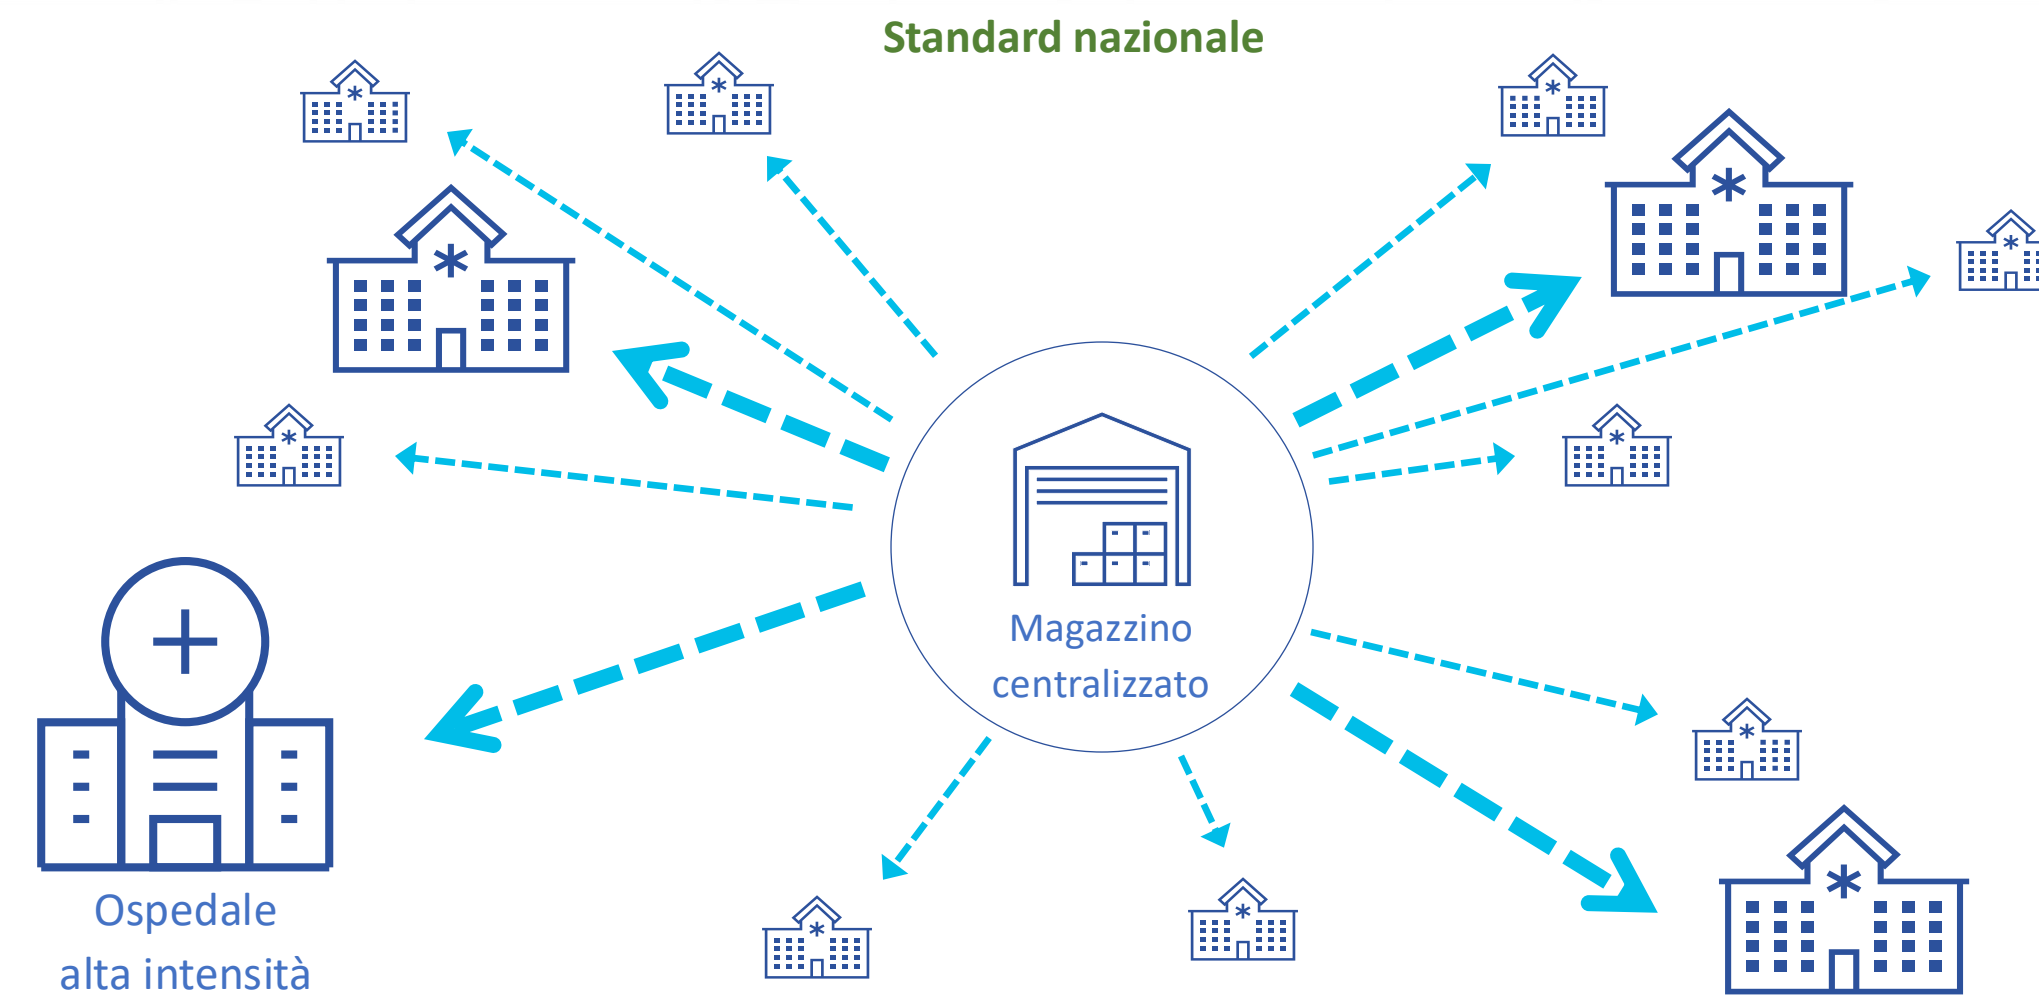 Standard nazionale
Magazzino
centralizzato
Ospedale
alta intensità